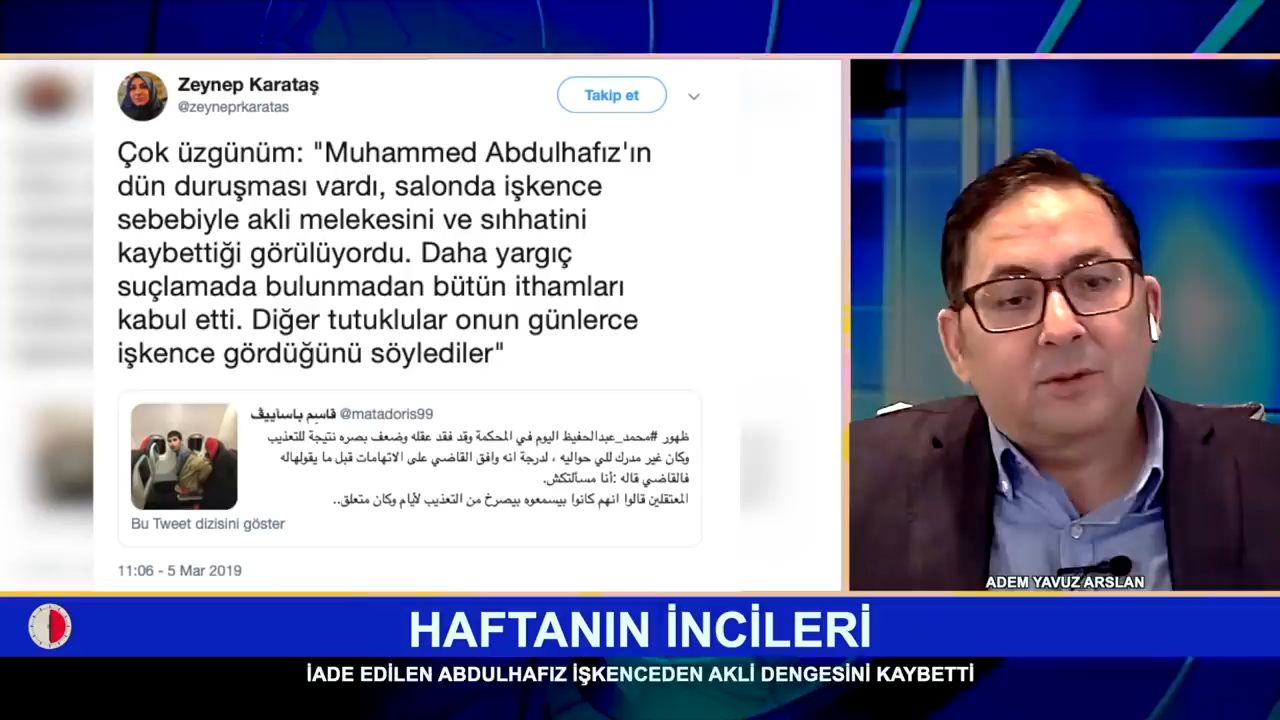 Zeynep Karataş
@zeyneprkaratas
Takip et
Çok üzgünüm: "Muhammed Abdulhafız'ın
dün duruşması vardı, salonda işkence
sebebiyle akli melekesini ve sıhhatini
kaybettiği görülüyordu. Daha yargıç
suçlamada bulunmadan bütün ithamları
kabul etti. Diğer tutuklular onun günlerce
işkence gördüğünü söylediler"
قاسِم باسآييڤ @matadoris99
ظهور #محمد_عبدالحفيظ اليوم في المحكمة وقد فقد عقله وضعف بصره نتيجة للتعذيب
وكان غير مدرك للي حواليه ، لدرجة انه وافق القاضي على الاتهامات قبل ما يقولهاله
فالقاضي قاله :أنا مسألتكش.
المعتقلين قالوا انهم كانوا بيسمعوه بيصرخ من التعذيب لأيام وكان متعلق..
Bu Tweet dizisini göster
11:06 - 5 Mar 2019
ADEM YAVUZ ARSLAN
HAFTANIN İNCİLERİ
İADE EDİLEN ABDULHAFIZ İŞKENCEDEN AKLİ DENGESİNİ KAYBETTİ